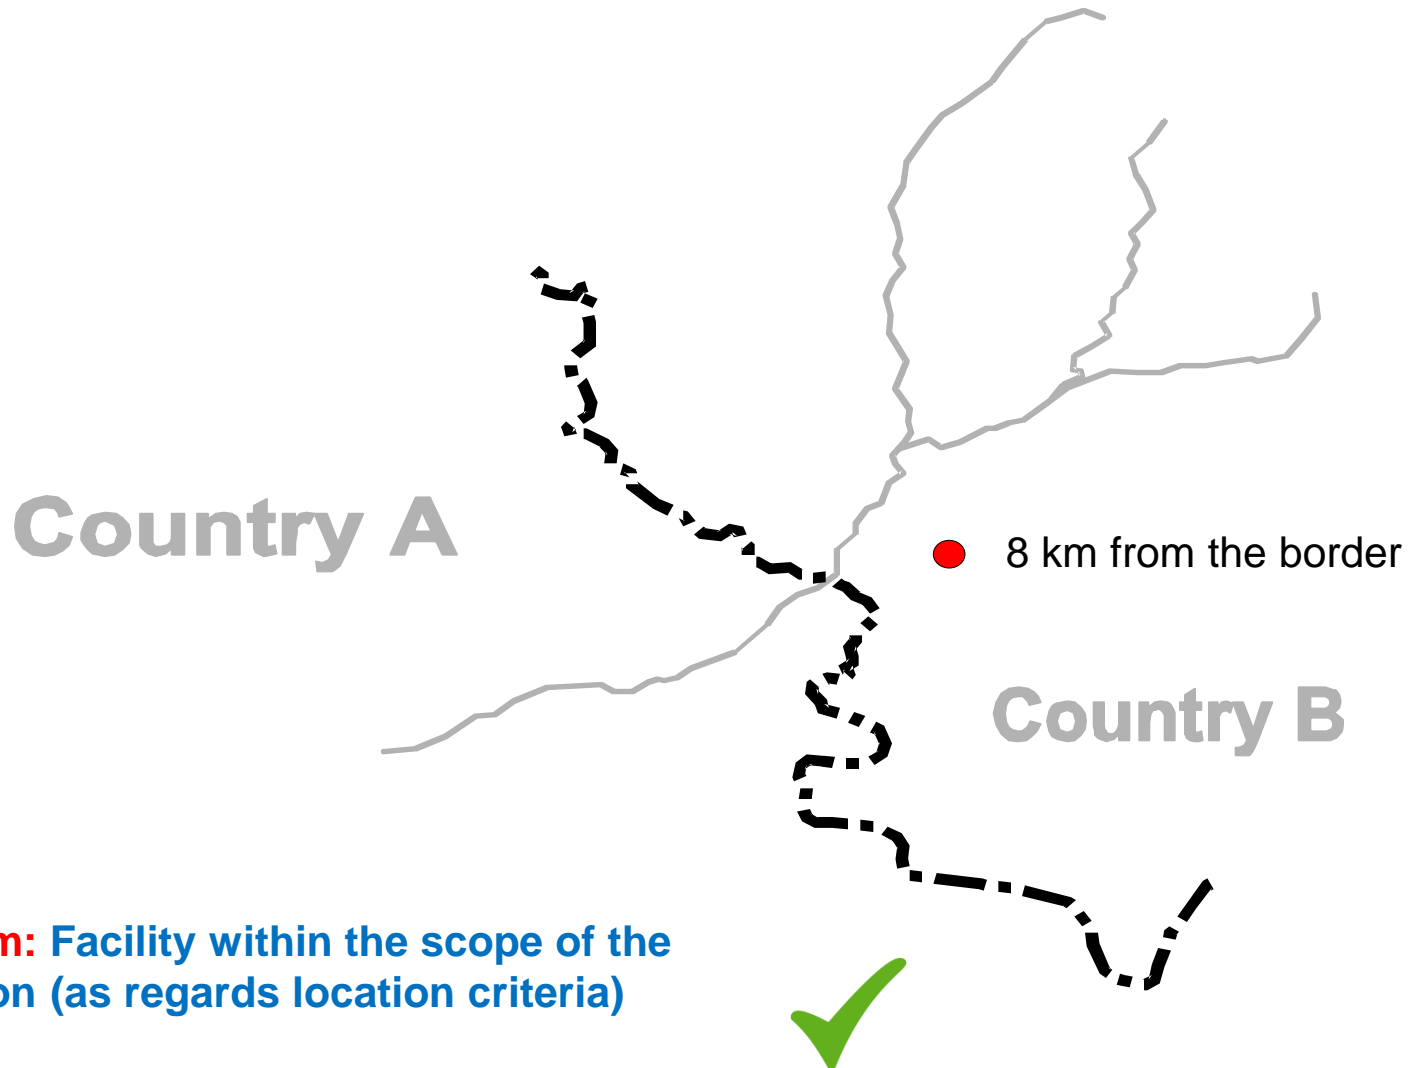 Country A
8 km from the border
Country B
m: Facility within the scope of the
on (as regards location criteria)